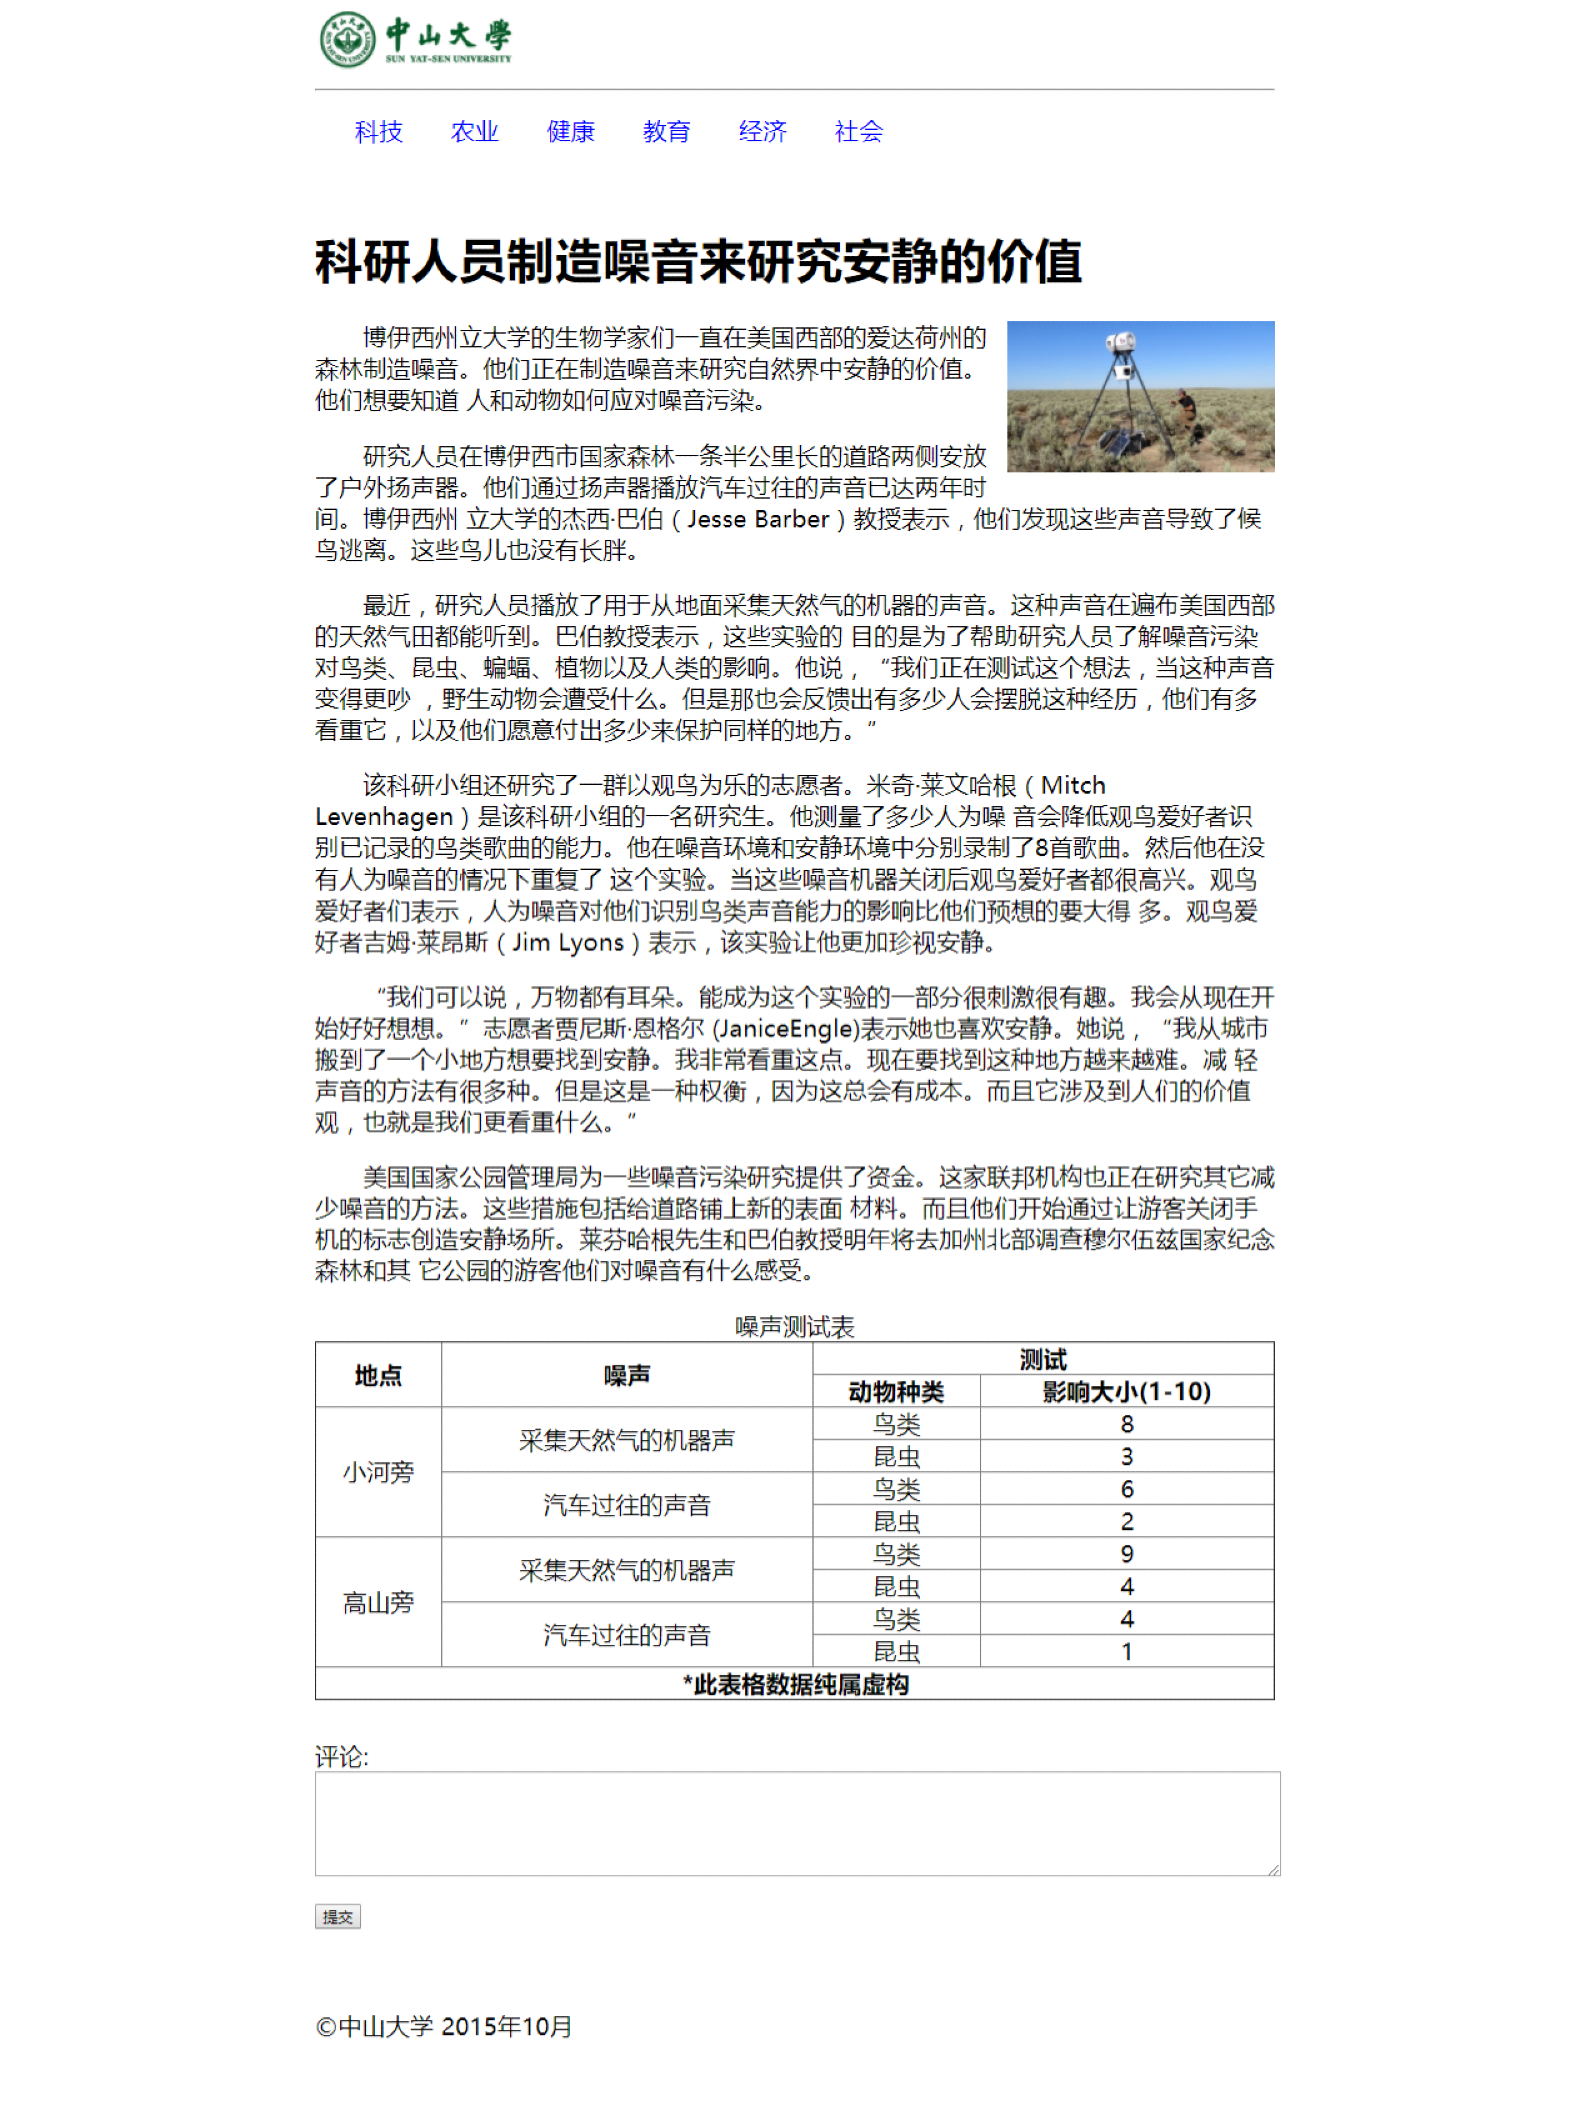 中山大學
SUN YAT-SEN UNIVERSITY
科技 农业 健康 教育 经济 社会
科研人员制造噪音来研究安静的价值
博伊西州立大学的生物学家们一直在美国西部的爱达荷州的
森林制造噪音。他们正在制造噪音来研究自然界中安静的价值。
他们想要知道 人和动物如何应对噪音污染。
研究人员在博伊西市国家森林一条半公里长的道路两侧安放
了户外扬声器。他们通过扬声器播放汽车过往的声音已达两年时
间。博伊西州 立大学的杰西·巴伯（Jesse Barber）教授表示，他们发现这些声音导致了候
鸟逃离。这些鸟儿也没有长胖。
最近，研究人员播放了用于从地面采集天然气的机器的声音。这种声音在遍布美国西部
的天然气田都能听到。巴伯教授表示，这些实验的 目的是为了帮助研究人员了解噪音污染
对鸟类、昆虫、蝙蝠、植物以及人类的影响。他说，“我们正在测试这个想法，当这种声音
变得更吵 ，野生动物会遭受什么。但是那也会反馈出有多少人会摆脱这种经历，他们有多
看重它，以及他们愿意付出多少来保护同样的地方。”
该科研小组还研究了一群以观鸟为乐的志愿者。米奇·莱文哈根（Mitch
Levenhagen）是该科研小组的一名研究生。他测量了多少人为噪 音会降低观鸟爱好者识
别已记录的鸟类歌曲的能力。他在噪音环境和安静环境中分别录制了8首歌曲。然后他在没
有人为噪音的情况下重复了 这个实验。当这些噪音机器关闭后观鸟爱好者都很高兴。观鸟
爱好者们表示，人为噪音对他们识别鸟类声音能力的影响比他们预想的要大得 多。观鸟爱
好者吉姆·莱昂斯（Jim Lyons）表示，该实验让他更加珍视安静。
“我们可以说，万物都有耳朵。能成为这个实验的一部分很刺激很有趣。我会从现在开
始好好想想。”志愿者贾尼斯·恩格尔 (JaniceEngle)表示她也喜欢安静。她说，“我从城市
搬到了一个小地方想要找到安静。我非常看重这点。现在要找到这种地方越来越难。减 轻
声音的方法有很多种。但是这是一种权衡，因为这总会有成本。而且它涉及到人们的价值
观，也就是我们更看重什么。”
美国国家公园管理局为一些噪音污染研究提供了资金。这家联邦机构也正在研究其它减
少噪音的方法。这些措施包括给道路铺上新的表面 材料。而且他们开始通过让游客关闭手
机的标志创造安静场所。莱芬哈根先生和巴伯教授明年将去加州北部调查穆尔伍兹国家纪念
森林和其 它公园的游客他们对噪音有什么感受。
噪声测试表
地点 噪声 测试
动物种类 影响大小(1-10)
小河旁 采集天然气的机器声 鸟类 8
昆虫 3
汽车过往的声音 鸟类 6
昆虫 2
高山旁 采集天然气的机器声 鸟类 9
昆虫 4
汽车过往的声音 鸟类 4
昆虫 1
*此表格数据纯属虚构
评论:
提交
©中山大学 2015年10月